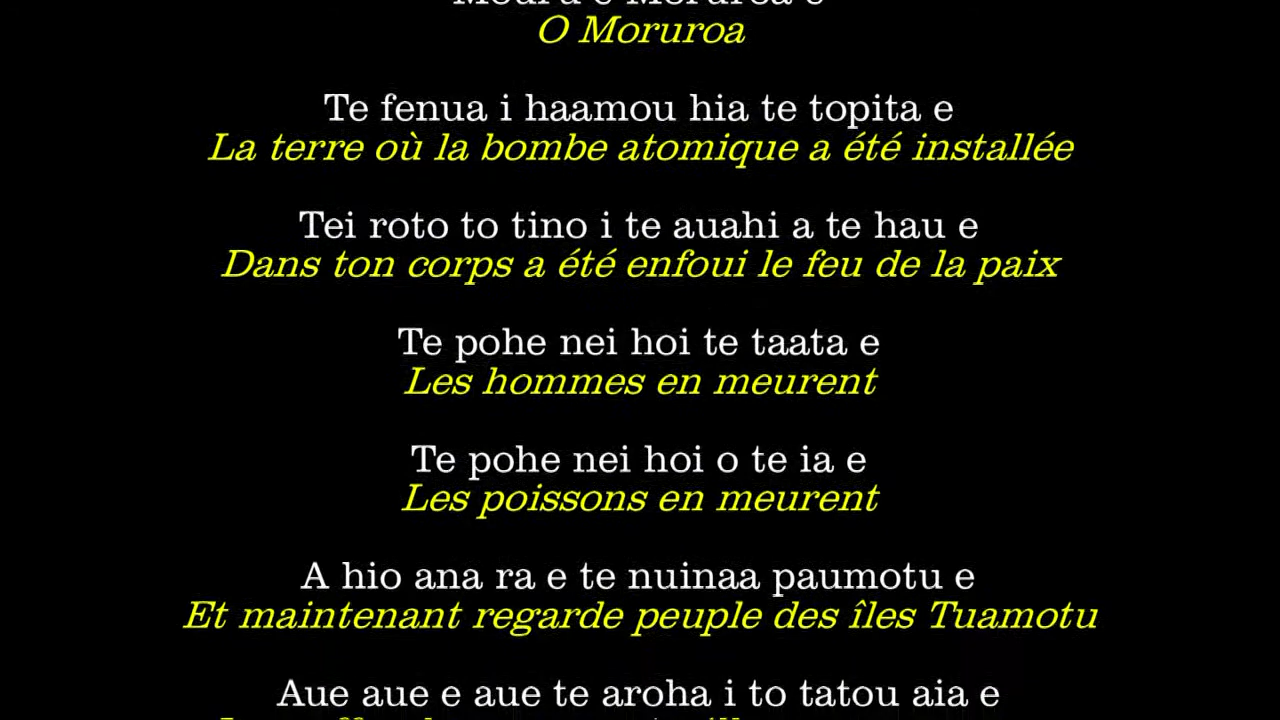 O Moruroa
Te fenua i haamou hia te topita e
La terre où la bombe atomique a été installée
Tei roto to tino i te auahi a te hau e
Dans ton corps a été enfoui le feu de la paix
Te pohe nei hoi te taata e
Les hommes en meurent
Te pohe nei hoi o te ia e
Les poissons en meurent
A hio ana ra e te nuinaa paumotu e
Et maintenant regarde peuple des îles Tuamotu
Aue aue e aue te aroha i to tatou aia e